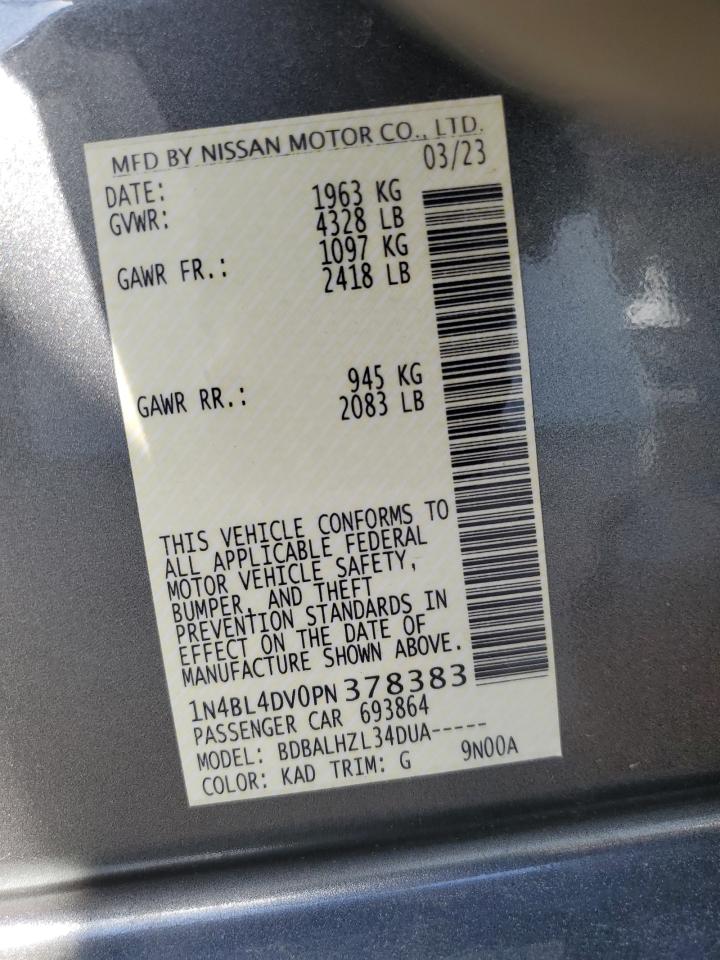 MFD BY NISSAN MOTOR CO., LTD.
DATE: 03/23
GVWR: 1963 KG
4328 LB
GAWR FR.: 1097 KG
2418 LB
GAWR RR.: 945 KG
2083 LB
THIS VEHICLE CONFORMS TO
ALL APPLICABLE FEDERAL
MOTOR VEHICLE SAFETY,
BUMPER, AND THEFT
PREVENTION STANDARDS IN
EFFECT ON THE DATE OF
MANUFACTURE SHOWN ABOVE.
1N4BL4DV0PN378383
PASSENGER CAR 693864
MODEL: BDBALHZL34DUA-----
COLOR: KAD TRIM: G 9N00A